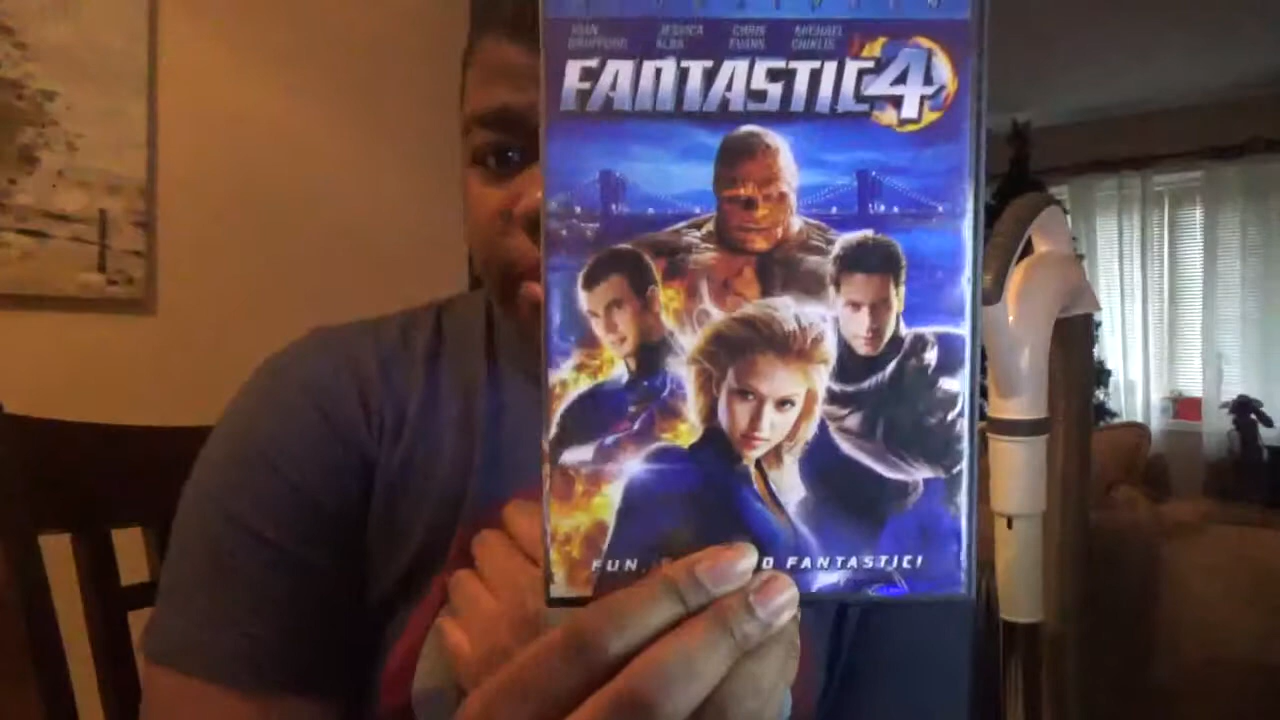 IOAN JESSICA CHRIS MICHAEL
GRUFFUDD ALBA EVANS CHIKLIS
FANTASTIC 4
FUN, D FANTASTIC!